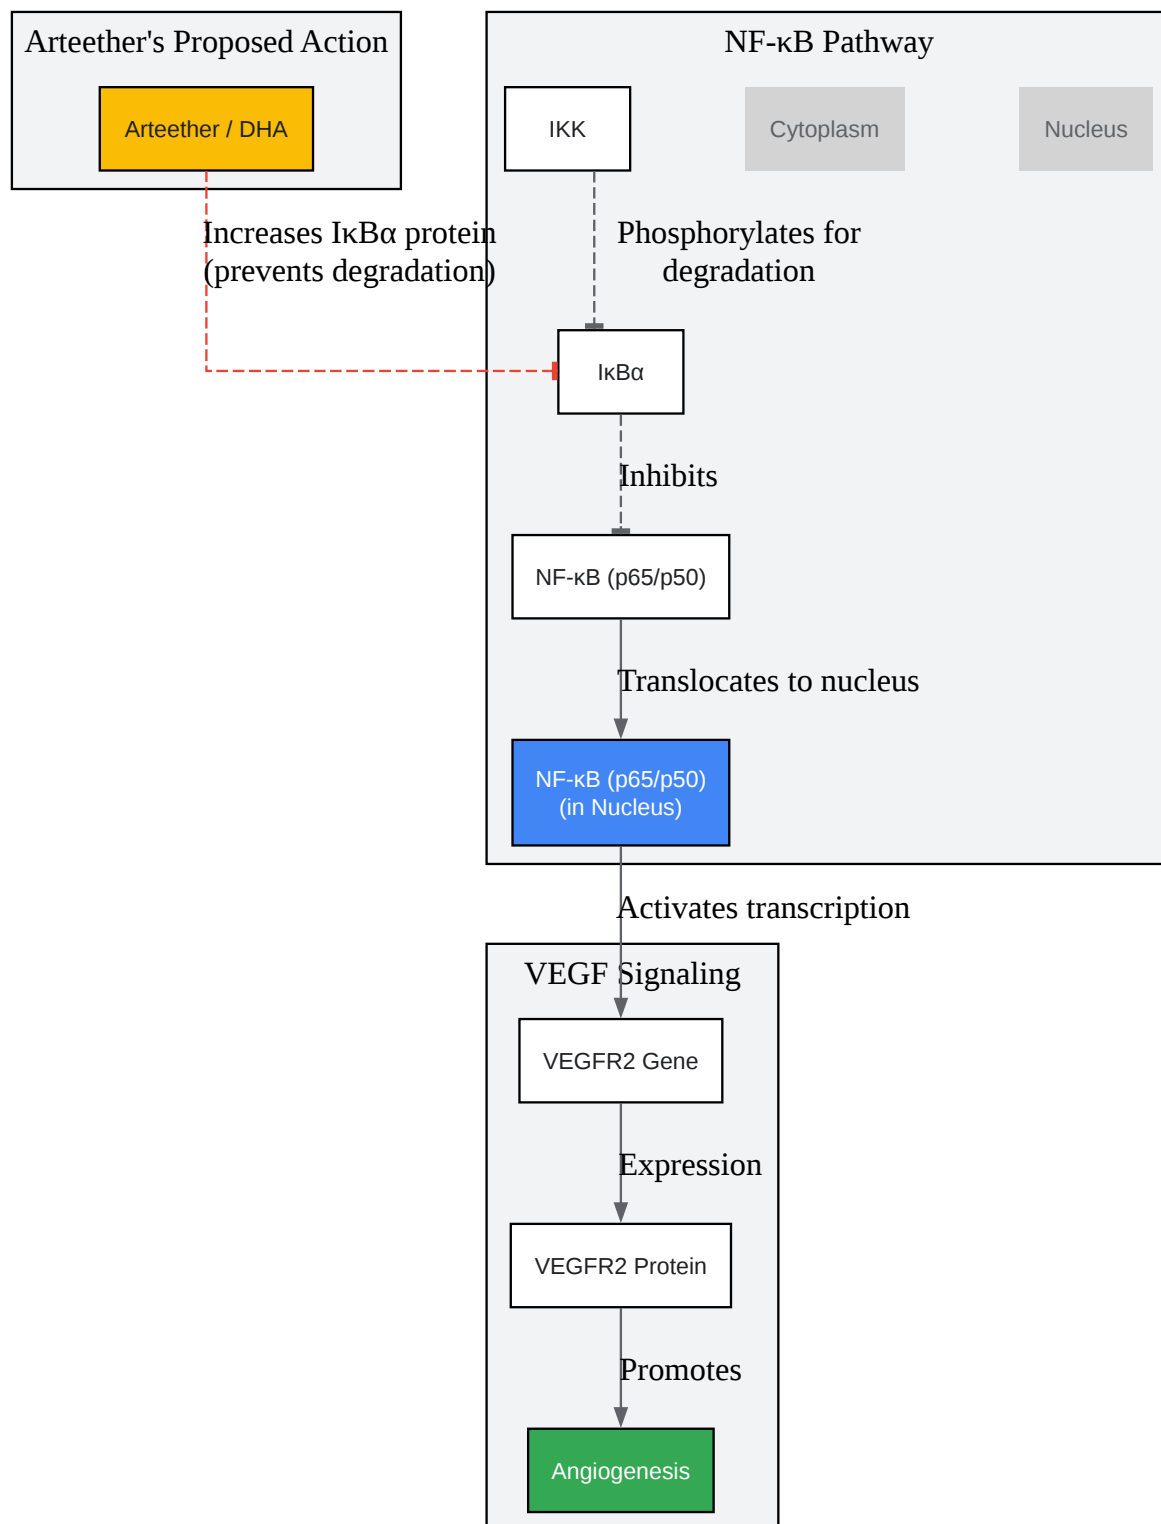 Arteether's Proposed Action
NF-κB Pathway
Arteether / DHA
IKK
Cytoplasm
Nucleus
Increases IκBα protein
(prevents degradation)
Phosphorylates for
degradation
IκBα
Inhibits
NF-κB (p65/p50)
Translocates to nucleus
NF-κB (p65/p50)
(in Nucleus)
Activates transcription
VEGF Signaling
VEGFR2 Gene
Expression
VEGFR2 Protein
Promotes
Angiogenesis